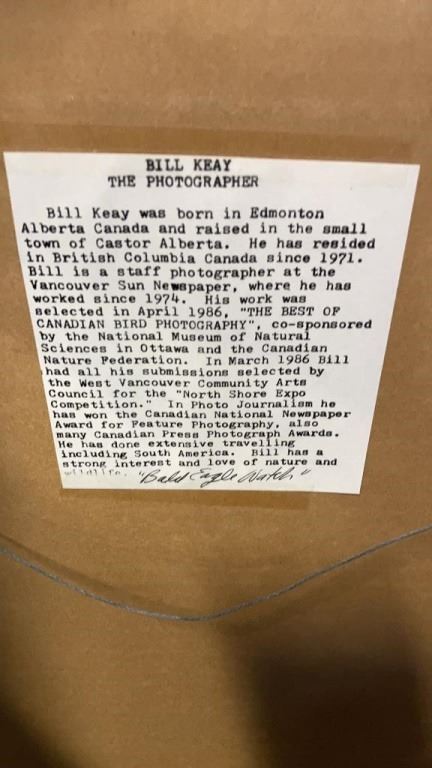 BILL KEAY
THE PHOTOGRAPHER
Bill Keay was born in Edmonton
Alberta Canada and raised in the small
town of Castor Alberta. He has resided
in British Columbia Canada since 1971.
Bill is a staff photographer at the
Vancouver Sun Newspaper, where he has
worked since 1974. His work was
selected in April 1986, "THE BEST OF
CANADIAN BIRD PHOTOGRAPHY", co-sponsored
by the National Museum of Natural
Sciences in Ottawa and the Canadian
Nature Federation. In March 1986 Bill
had all his submissions selected by
the West Vancouver Community Arts
Council for the "North Shore Expo
Competition." In Photo Journalism he
has won the Canadian National Newspaper
Award for Feature Photography, also
many Canadian Press Photograph Awards.
He has done extensive travelling
including South America. Bill has a
strong interest and love of nature and
wildlife. "Bald Eagle Watch"